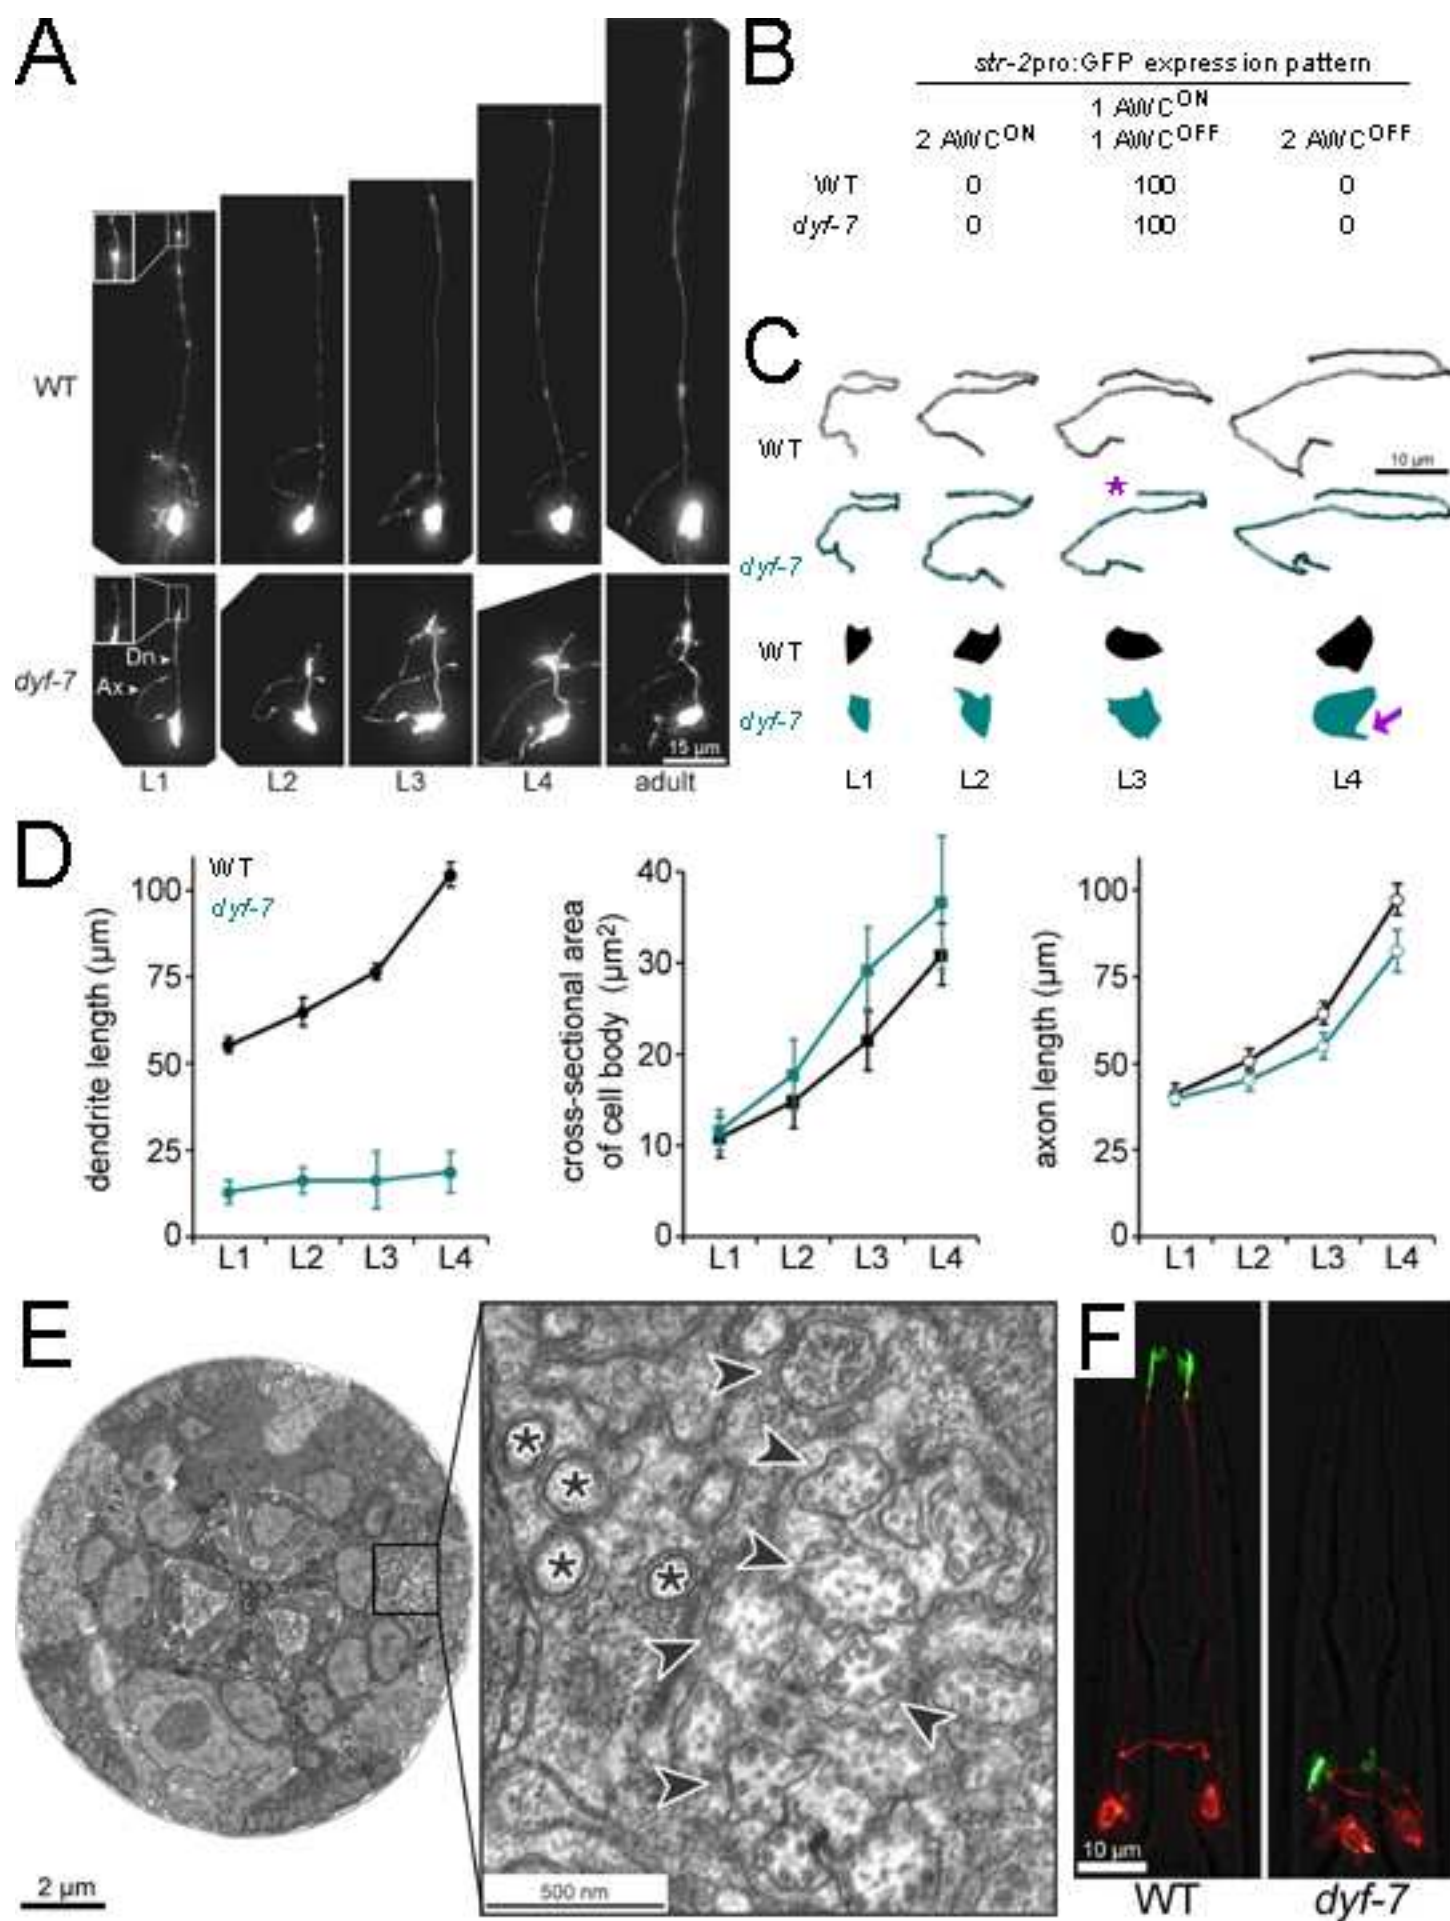 A
WT
Dn
Ax
dyf-7
15 µm
L1 L2 L3 L4 adult
B
str-2pro:GFP expression pattern
1 AWC^ON
2 AWC^ON 1 AWC^OFF 2 AWC^OFF
WT 0 100 0
dyf-7 0 100 0
C
WT
10 µm
*
dyf-7
WT
dyf-7
L1 L2 L3 L4
D
WT
dyf-7
dendrite length (µm)
100
75
50
25
0
L1 L2 L3 L4
cross-sectional area
of cell body (µm²)
40
30
20
10
0
L1 L2 L3 L4
axon length (µm)
100
75
50
25
0
L1 L2 L3 L4
E
*
*
*
*
2 µm
500 nm
F
10 µm
WT dyf-7